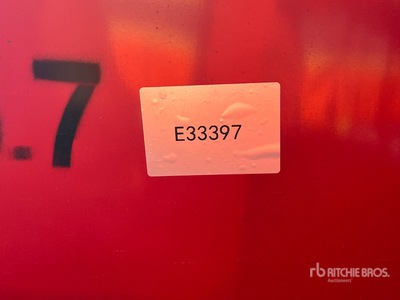 .7
E33397
rb RITCHIE BROS.
Auctioneers